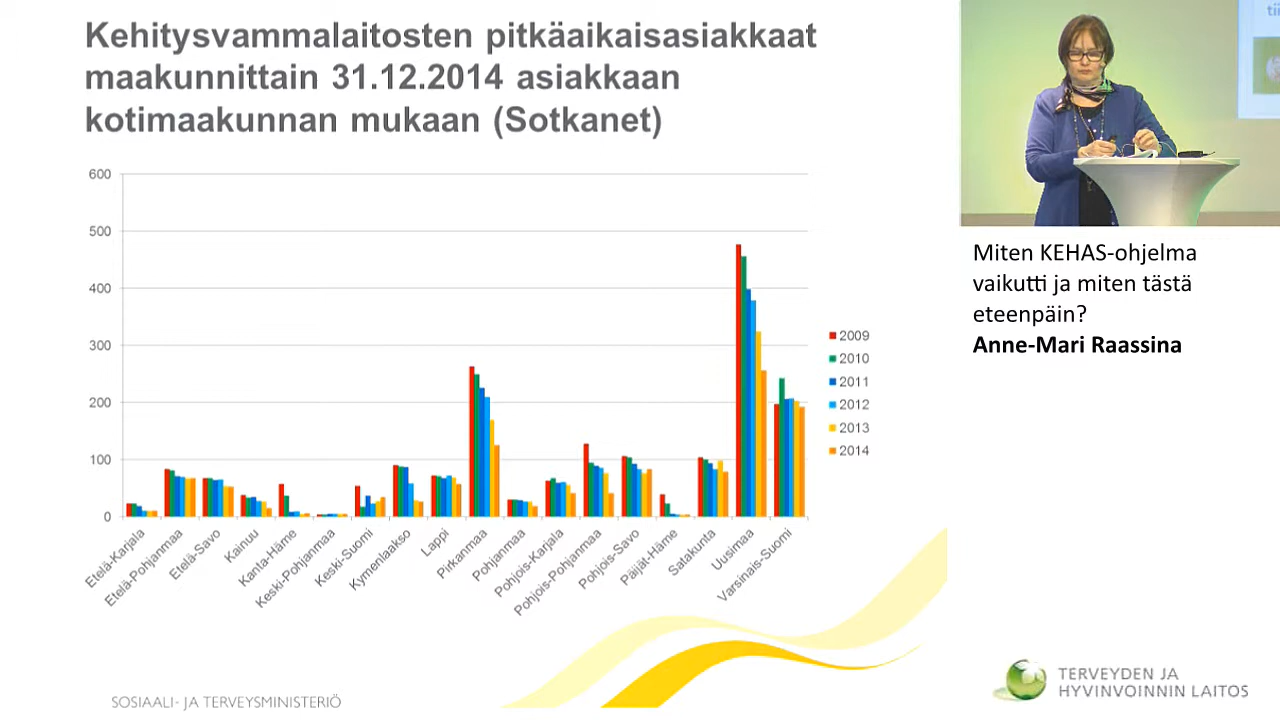 Kehitysvammalaitosten pitkäaikaisasiakkaat
maakunnittain 31.12.2014 asiakkaan
kotimaakunnan mukaan (Sotkanet)
600
500
400
300
200
100
0
Etelä-Karjala
Etelä-Pohjanmaa
Etelä-Savo
Kainuu
Kanta-Häme
Keski-Pohjanmaa
Keski-Suomi
Kymenlaakso
Lappi
Pirkanmaa
Pohjanmaa
Pohjois-Karjala
Pohjois-Pohjanmaa
Pohjois-Savo
Päijät-Häme
Satakunta
Uusimaa
Varsinais-Suomi
2009
2010
2011
2012
2013
2014
SOSIAALI- JA TERVEYSMINISTERIÖ
Miten KEHAS-ohjelma
vaikutti ja miten tästä
eteenpäin?
Anne-Mari Raassina
TERVEYDEN JA
HYVINVOINNIN LAITOS